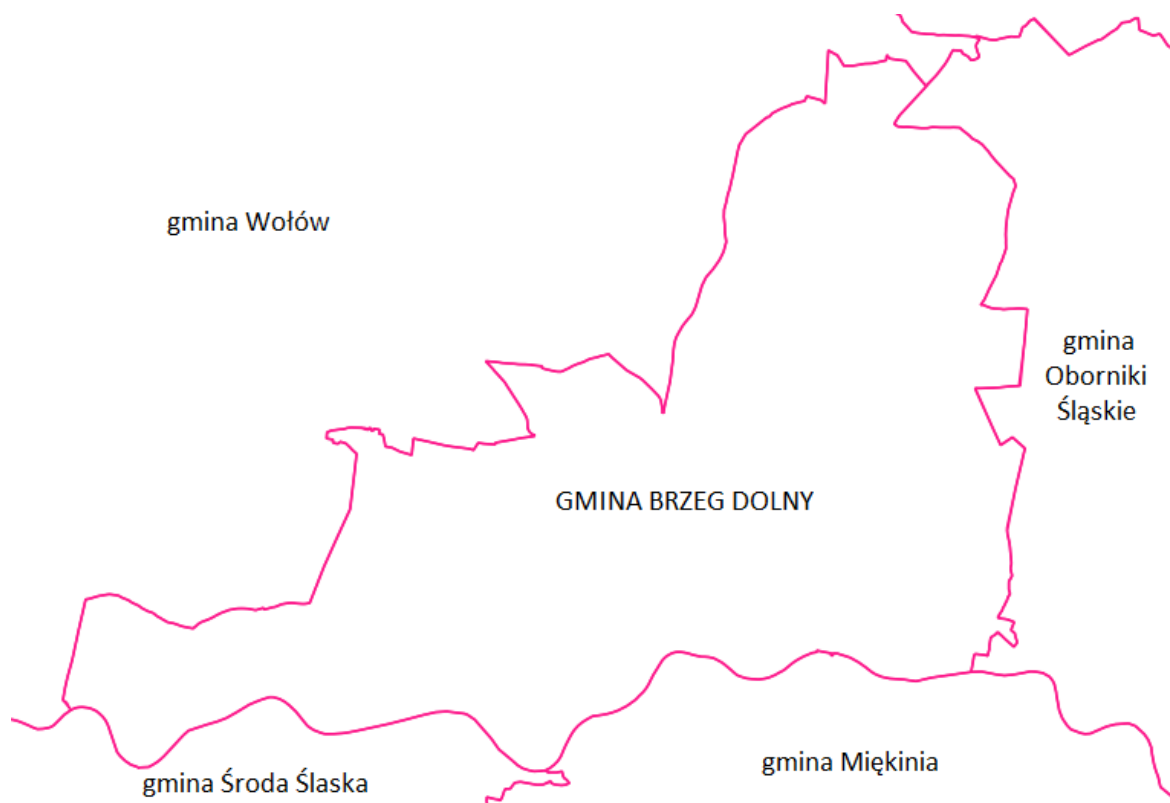 gmina Wołów
gmina
Oborniki
Śląskie
GMINA BRZEG DOLNY
gmina Miękinia
gmina Środa Ślaska